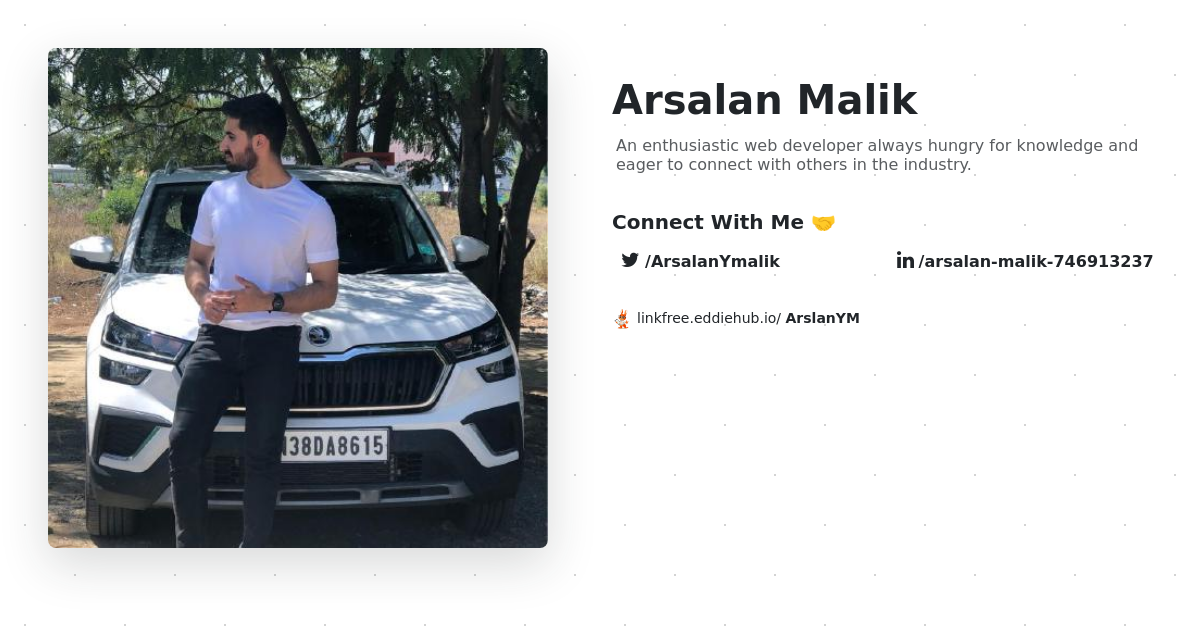 Arsalan Malik
An enthusiastic web developer always hungry for knowledge and
eager to connect with others in the industry.
Connect With Me 🤝
/ArsalanYmalik
in /arsalan-malik-746913237
linkfree.eddiehub.io/ ArslanYM
38DA8615